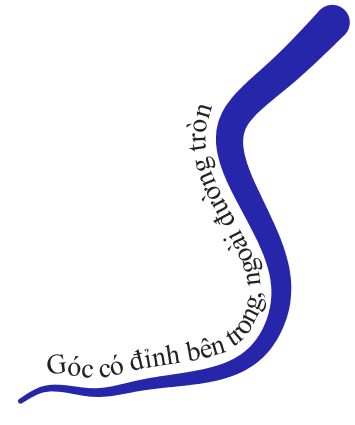 Góc có đỉnh bên trong, ngoài đường tròn